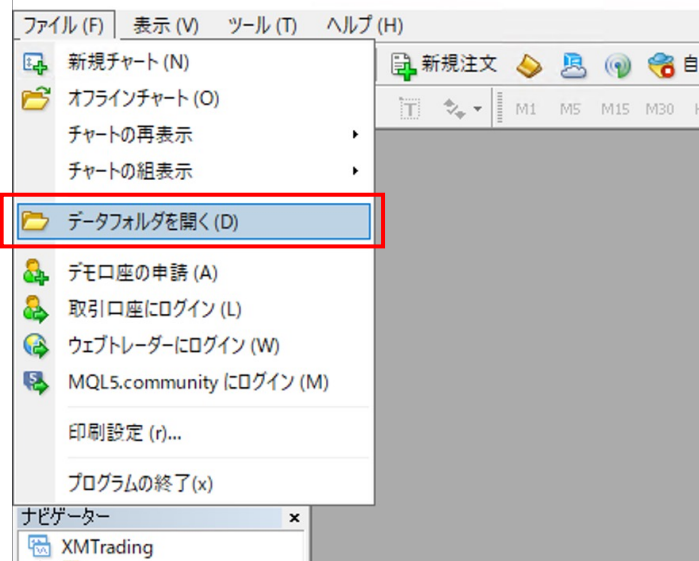 ファイル (F) 表示 (V) ツール (T) ヘルプ (H)
新規チャート (N)
新規注文
自
オフラインチャート (O)
T
M1 M5 M15 M30
チャートの再表示
チャートの組表示
データフォルダを開く (D)
デモ口座の申請 (A)
取引口座にログイン (L)
ウェブトレーダーにログイン (W)
MQL5.community にログイン (M)
印刷設定 (r)...
プログラムの終了(x)
ナビゲーター x
XMTrading